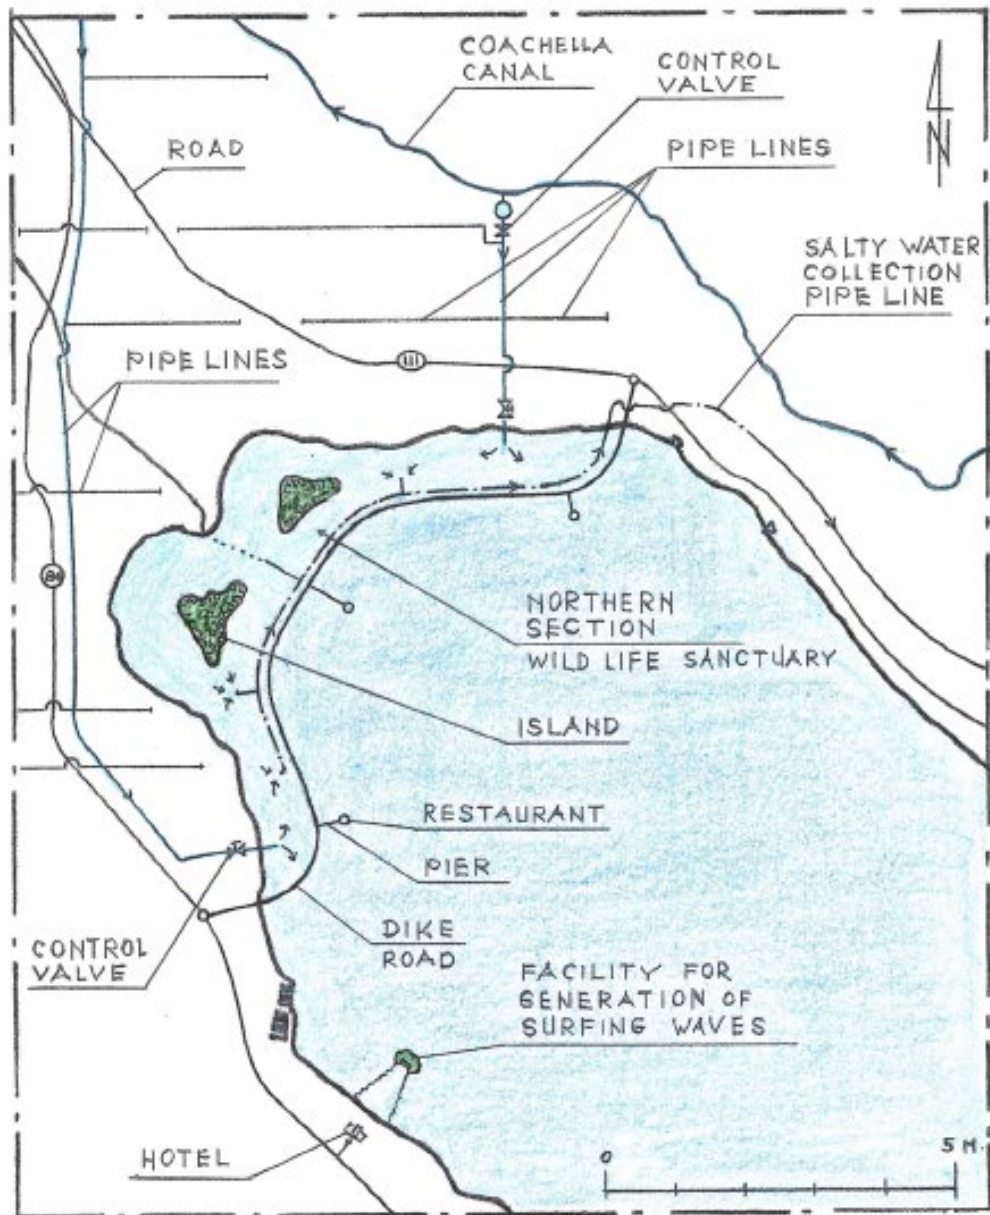 COACHELLA
CANAL
CONTROL
VALVE
N
ROAD
PIPE LINES
SALTY WATER
COLLECTION
PIPE LINE
PIPE LINES
111
86
NORTHERN
SECTION
WILD LIFE SANCTUARY
ISLAND
RESTAURANT
PIER
DIKE
ROAD
CONTROL
VALVE
FACILITY FOR
GENERATION OF
SURFING WAVES
HOTEL
0
5 M.